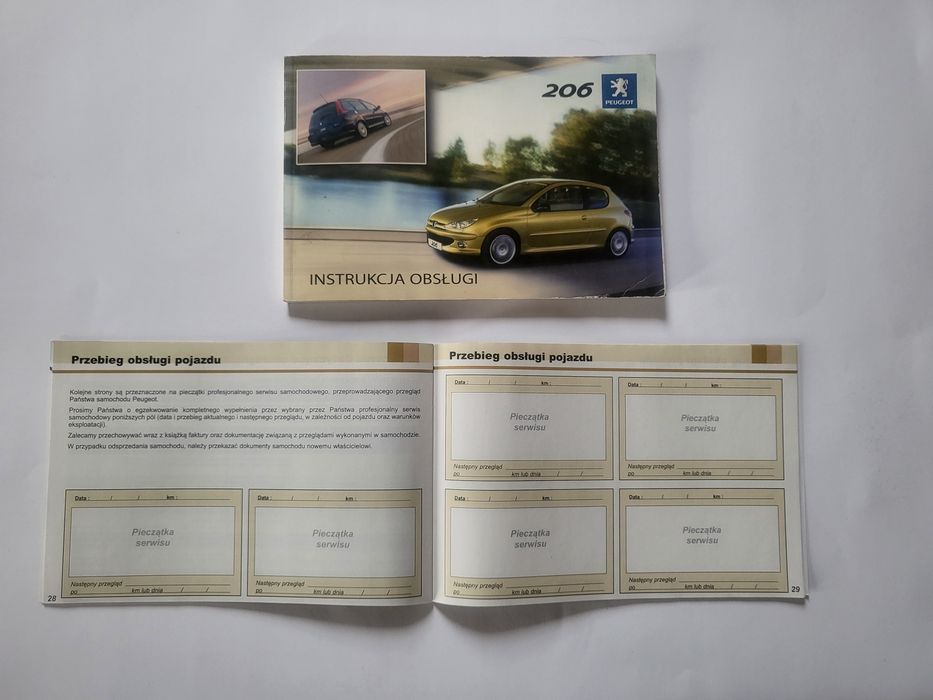 206
PEUGEOT
206
INSTRUKCJA OBSŁUGI
Przebieg obsługi pojazdu
Kolejne strony są przeznaczone na pieczątki profesjonalnego serwisu samochodowego, przeprowadzającego przegląd
Państwa samochodu Peugeot.
Prosimy Państwa o egzekwowanie kompletnego wypełnienia przez wybrany przez Państwa profesjonalny serwis
samochodowy poniższych pól (data i przebieg aktualnego i następnego przeglądu, w zależności od pojazdu oraz warunków
eksploatacji).
Zalecamy przechowywać wraz z książką faktury oraz dokumentację związaną z przeglądami wykonanymi w samochodzie.
W przypadku odsprzedania samochodu, należy przekazać dokumenty samochodu nowemu właścicielowi.
Data : / / km :
Pieczątka
serwisu
Następny przegląd
po km lub dnia / /
Data : / / km :
Pieczątka
serwisu
Następny przegląd
po km lub dnia / /
28
Przebieg obsługi pojazdu
Data : / / km :
Pieczątka
serwisu
Następny przegląd
po km lub dnia / /
Data : / / km :
Pieczątka
serwisu
Następny przegląd
po km lub dnia / /
Data : / / km :
Pieczątka
serwisu
Następny przegląd
po km lub dnia / /
Data : / / km :
Pieczątka
serwisu
Następny przegląd
po km lub dnia / /
29